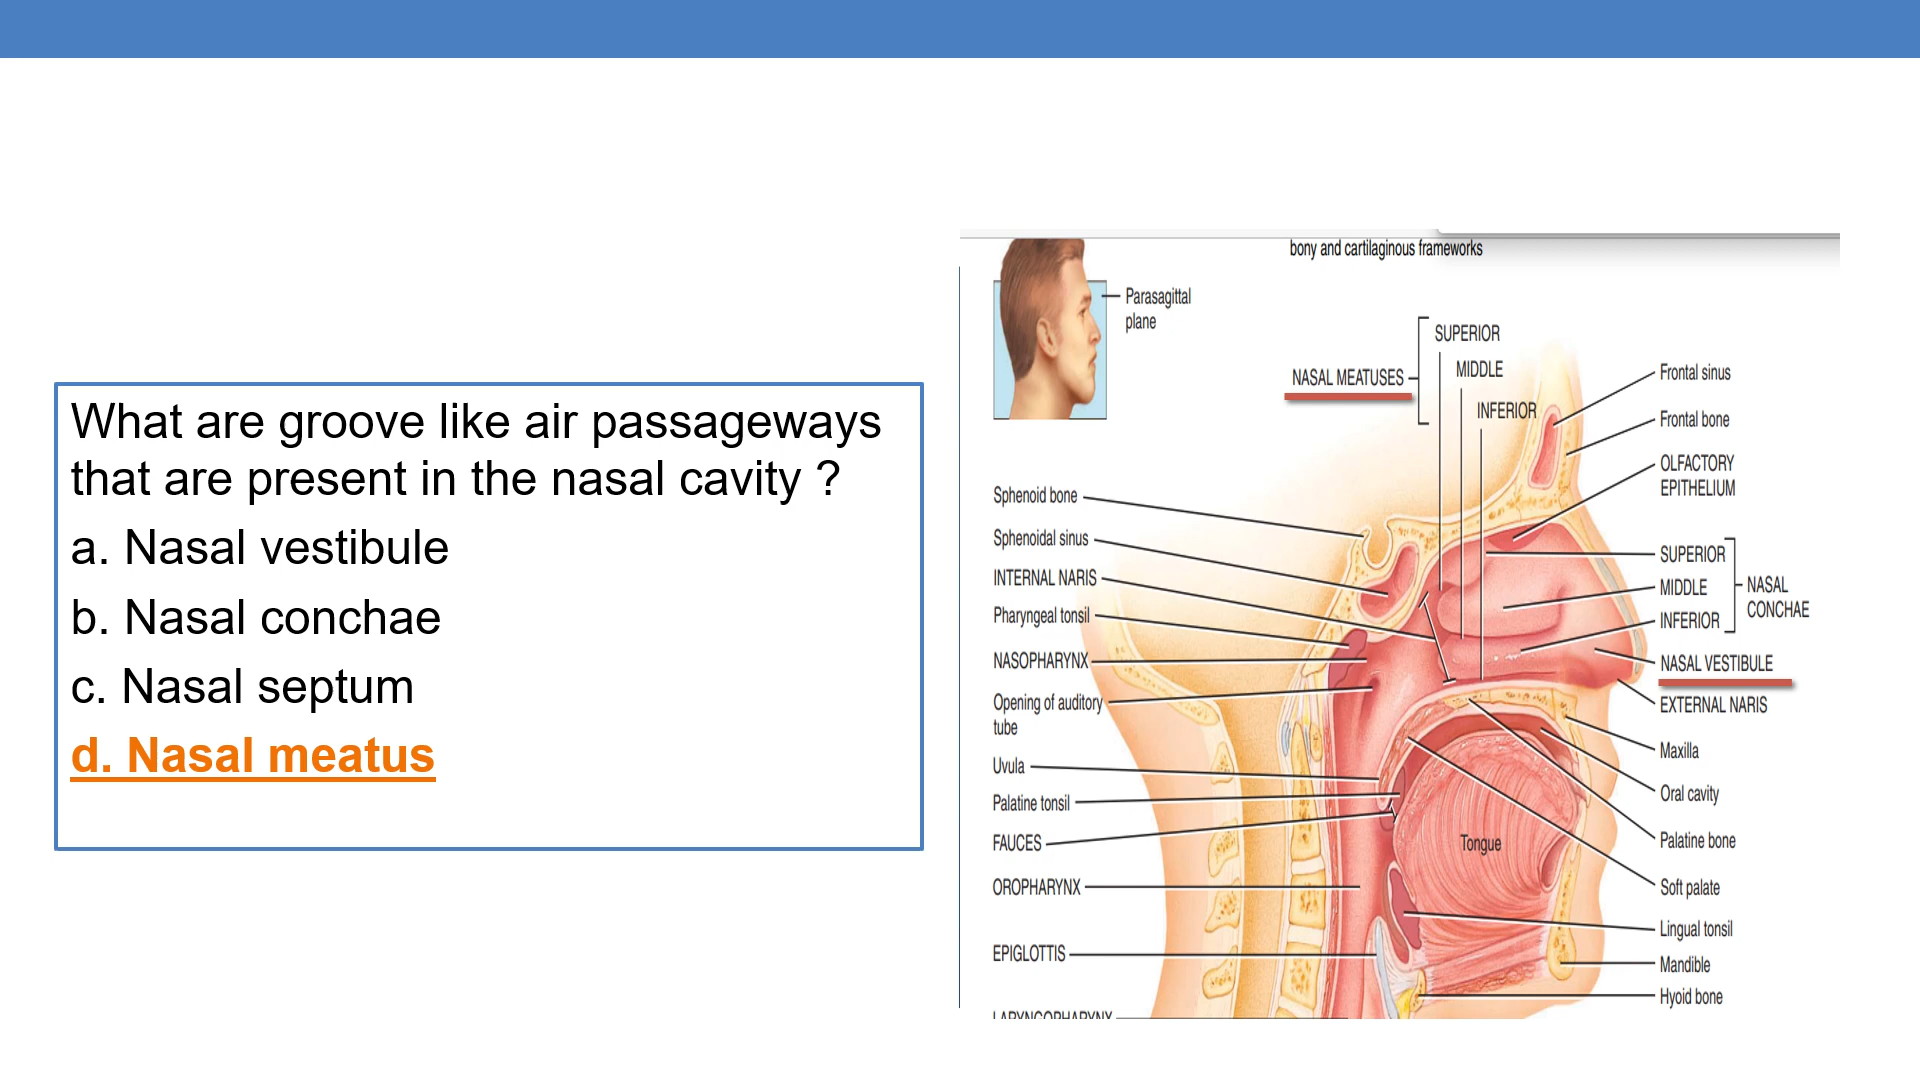 What are groove like air passageways
that are present in the nasal cavity ?
a. Nasal vestibule
b. Nasal conchae
c. Nasal septum
d. Nasal meatus
bony and cartilaginous frameworks
Parasagittal
plane
NASAL MEATUSES
SUPERIOR
MIDDLE
INFERIOR
Sphenoid bone
Sphenoidal sinus
INTERNAL NARIS
Pharyngeal tonsil
NASOPHARYNX
Opening of auditory
tube
Uvula
Palatine tonsil
FAUCES
OROPHARYNX
EPIGLOTTIS
LARYNGOPHARYNX
Tongue
Frontal sinus
Frontal bone
OLFACTORY
EPITHELIUM
SUPERIOR
MIDDLE
INFERIOR
NASAL
CONCHAE
NASAL VESTIBULE
EXTERNAL NARIS
Maxilla
Oral cavity
Palatine bone
Soft palate
Lingual tonsil
Mandible
Hyoid bone